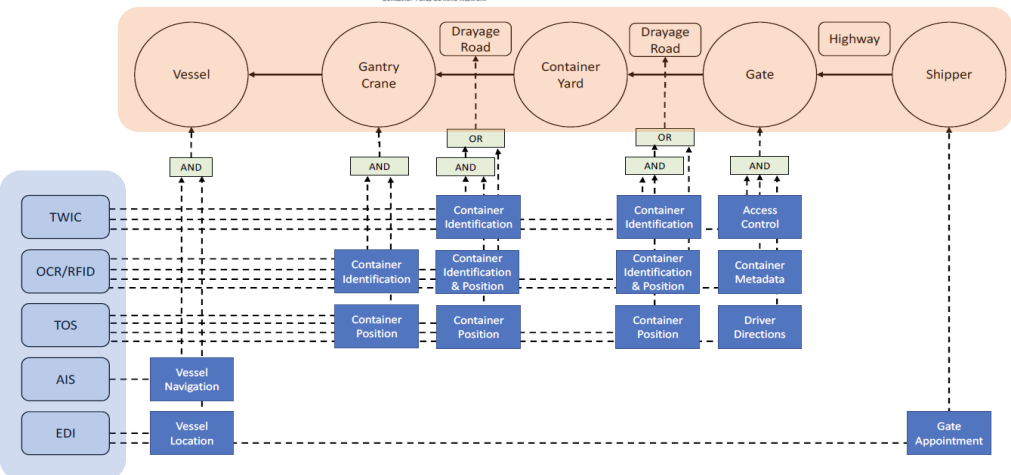 Drayage
Road
Drayage
Road
Highway
Vessel
Gantry
Crane
Container
Yard
Gate
Shipper
OR
OR
AND
AND
AND
AND
AND
TWIC
Container
Identification
Container
Identification
Access
Control
OCR/RFID
Container
Identification
Container
Identification
& Position
Container
Identification
& Position
Container
Metadata
TOS
Container
Position
Container
Position
Container
Position
Driver
Directions
AIS
Vessel
Navigation
EDI
Vessel
Location
Gate
Appointment